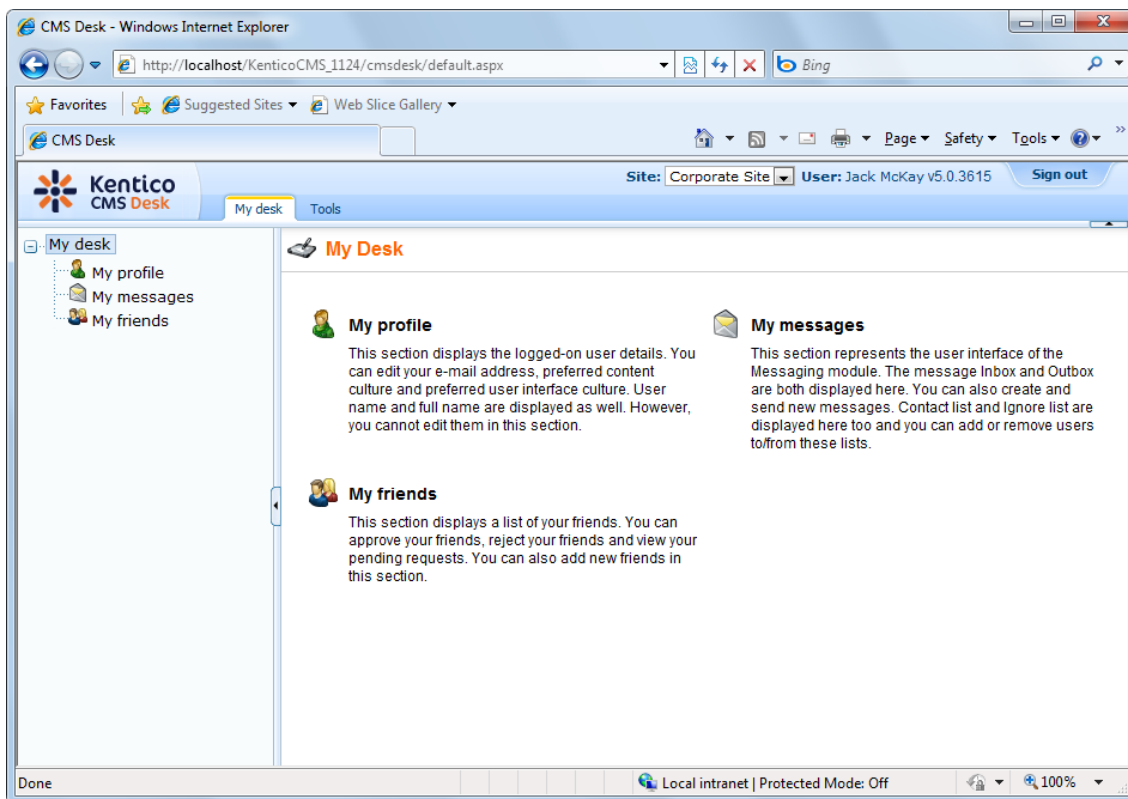 CMS Desk - Windows Internet Explorer
http://localhost/KenticoCMS_1124/cmsdesk/default.aspx
Bing
Favorites
Suggested Sites
Web Slice Gallery
CMS Desk
Page
Safety
Tools
Kentico
CMS Desk
Site: Corporate Site User: Jack McKay v5.0.3615 Sign out
My desk
Tools
My desk
My profile
My messages
My friends
My Desk
My profile
This section displays the logged-on user details. You
can edit your e-mail address, preferred content
culture and preferred user interface culture. User
name and full name are displayed as well. However,
you cannot edit them in this section.
My messages
This section represents the user interface of the
Messaging module. The message Inbox and Outbox
are both displayed here. You can also create and
send new messages. Contact list and Ignore list are
displayed here too and you can add or remove users
to/from these lists.
My friends
This section displays a list of your friends. You can
approve your friends, reject your friends and view your
pending requests. You can also add new friends in
this section.
Done
Local intranet | Protected Mode: Off
100%